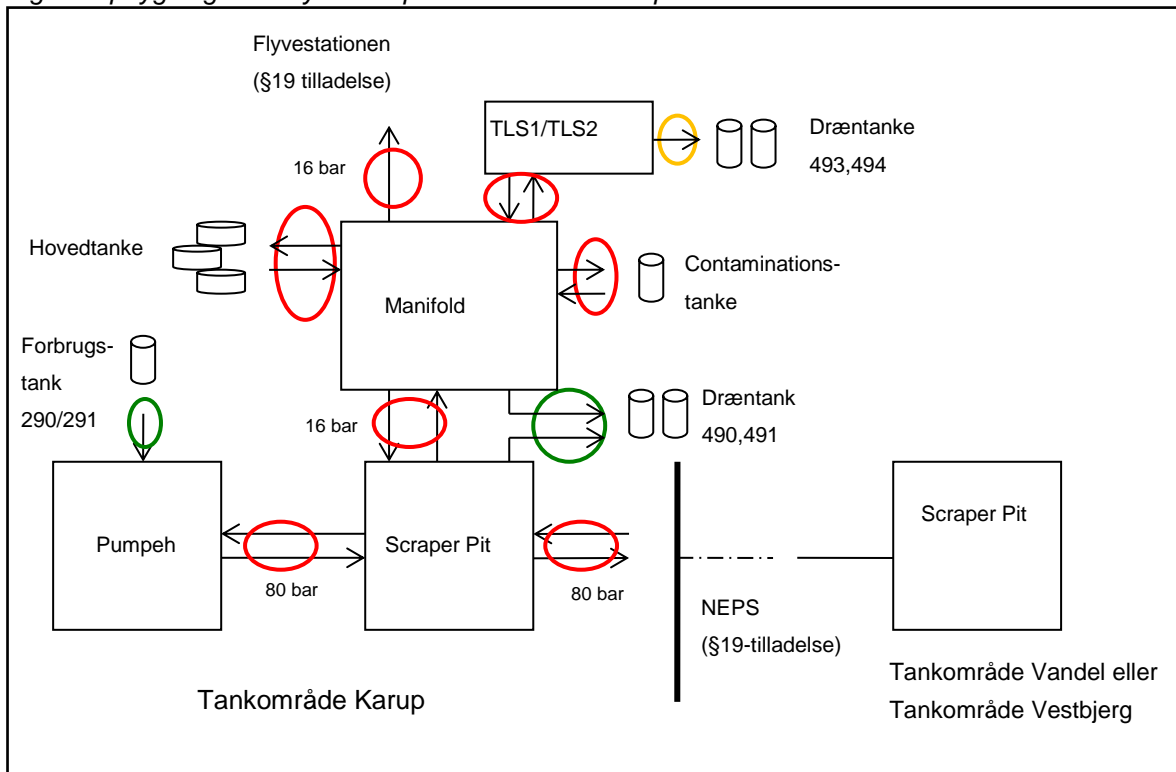 Flyvestationen
(§19 tilladelse)
TLS1/TLS2
Dræntanke
493,494
16 bar
Hovedtanke
Contaminations-
tanke
Manifold
Forbrugs-
tank
290/291
Dræntank
490,491
16 bar
Pumpeh
Scraper Pit
Scraper Pit
80 bar
80 bar
NEPS
(§19-tilladelse)
Tankområde Karup
Tankområde Vandel eller
Tankområde Vestbjerg